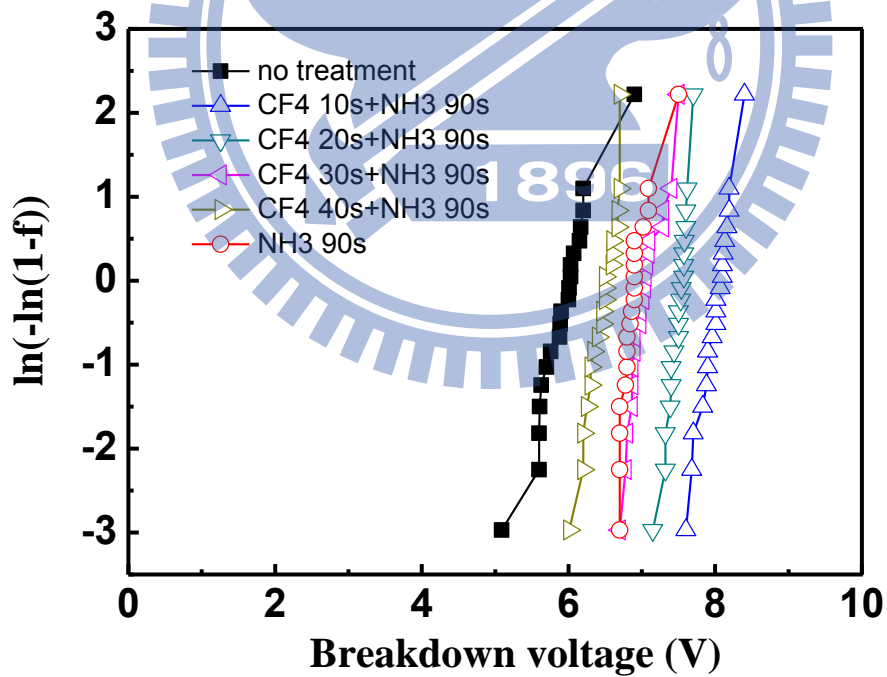 3
2
1
0
-1
-2
-3
ln(-ln(1-f))
no treatment
CF4 10s+NH3 90s
CF4 20s+NH3 90s
CF4 30s+NH3 90s
CF4 40s+NH3 90s
NH3 90s
1896
0
2
4
6
8
10
Breakdown voltage (V)